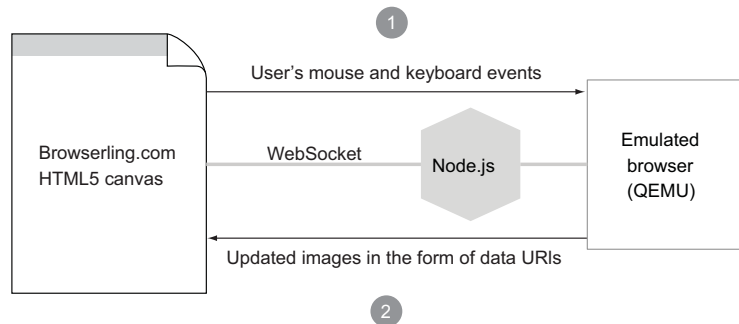 1
User's mouse and keyboard events
Browserling.com
HTML5 canvas
WebSocket
Node.js
Emulated
browser
(QEMU)
Updated images in the form of data URIs
2